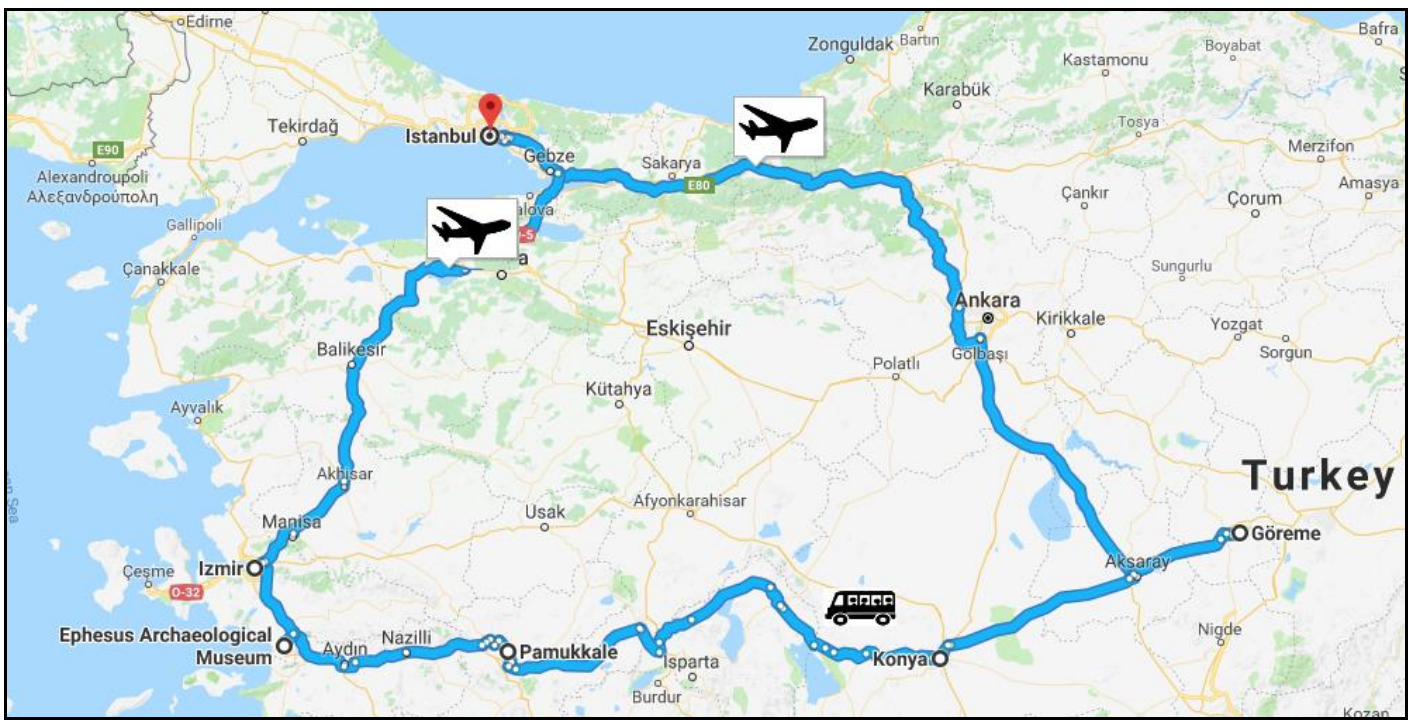 Edirne
Zonguldak
Bartın
Bafra
Boyabat
Kastamonu
Karabük
Tekirdağ
Istanbul
Tosya
E90
Gebze
Sakarya
Merzifon
Alexandroupoli
Αλεξανδρούπολη
E80
Çankır
Amasya
Çorum
Gallipoli
alova
-5
a
Çanakkale
Sungurlu
Ankara
Kirikkale
Eskişehir
Yozgat
Balikesir
Polatlı
Gölbaşı
Sorgun
Kütahya
Ayvalık
Akhisar
Turkey
Afyonkarahisar
Usak
Manisa
Göreme
Çeşme
Izmir
Aksaray
O-32
Ephesus Archaeological
Museum
Aydın
Nazilli
Pamukkale
Isparta
Konya
Nigde
Burdur
Kozan